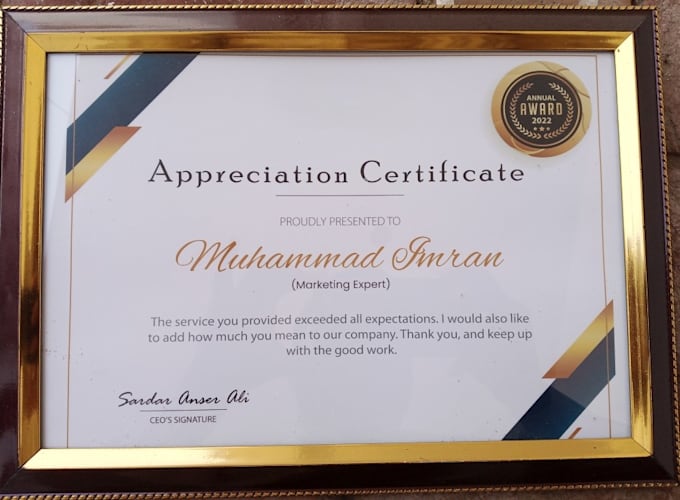 ANNUAL
AWARD
2022
Appreciation Certificate
PROUDLY PRESENTED TO
Muhammad Imran
(Marketing Expert)
The service you provided exceeded all expectations. I would also like
to add how much you mean to our company. Thank you, and keep up
with the good work.
Sardar Anser Ali
CEO'S SIGNATURE